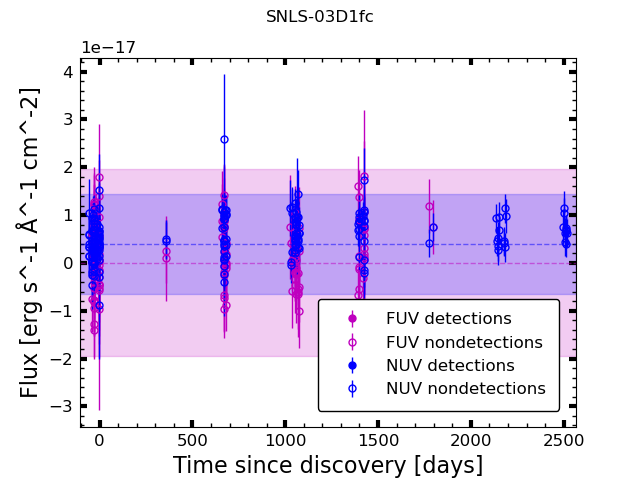 SNLS-03D1fc
1e−17
Flux [erg s^-1 Å^-1 cm^-2]
4
3
2
1
0
−1
−2
−3
FUV detections
FUV nondetections
NUV detections
NUV nondetections
0 500 1000 1500 2000 2500
Time since discovery [days]